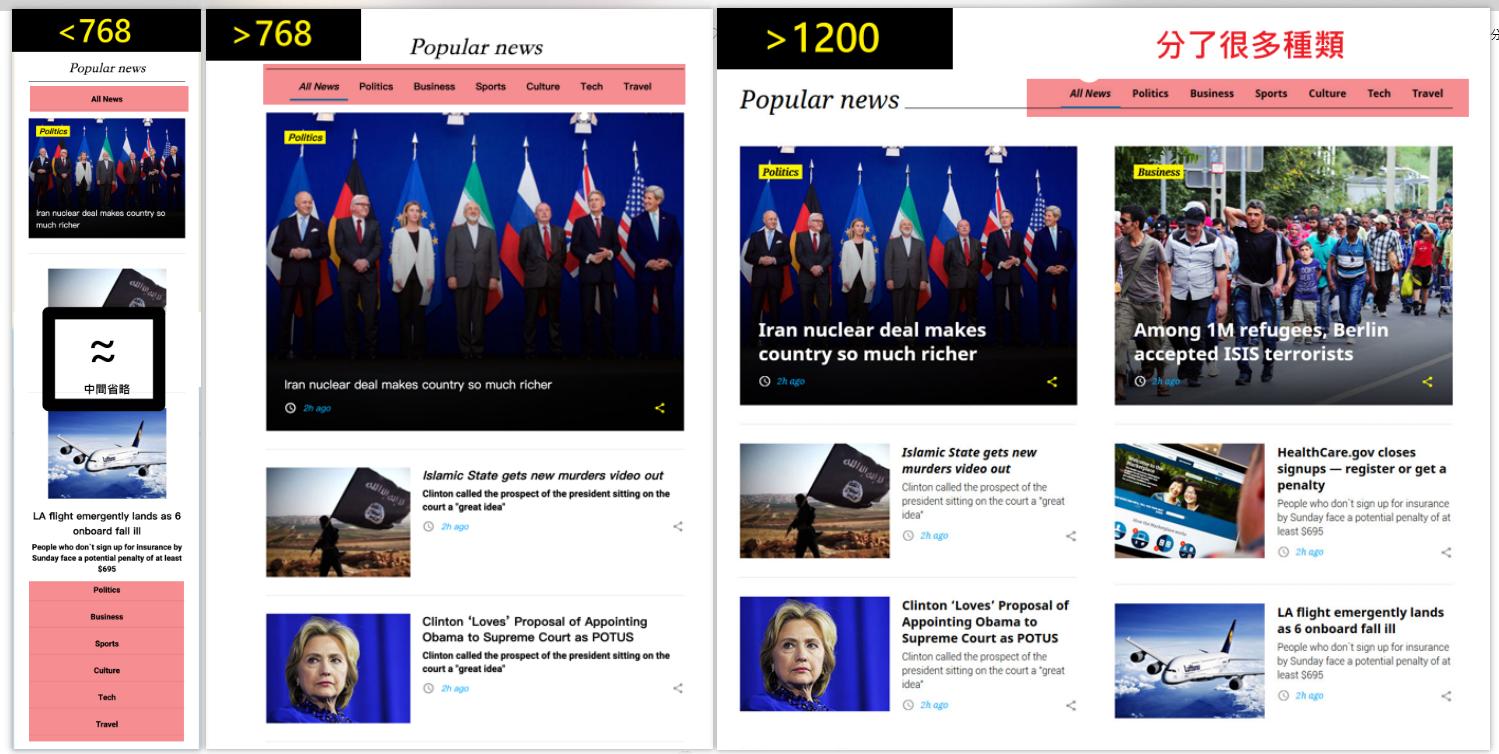 <768
Popular news
All News
Politics
Iran nuclear deal makes country so
much richer
≈
中間省略
LA flight emergently lands as 6
onboard fall ill
People who don`t sign up for insurance by
Sunday face a potential penalty of at least
$695
Politics
Business
Sports
Culture
Tech
Travel
>768
Popular news
All News Politics Business Sports Culture Tech Travel
Politics
Iran nuclear deal makes country so much richer
2h ago
Islamic State gets new murders video out
Clinton called the prospect of the president sitting on the
court a "great idea"
2h ago
Clinton ‘Loves’ Proposal of Appointing
Obama to Supreme Court as POTUS
Clinton called the prospect of the president sitting on the
court a "great idea"
2h ago
>1200
分了很多種類
Popular news
All News Politics Business Sports Culture Tech Travel
Politics
Iran nuclear deal makes
country so much richer
2h ago
Business
Among 1M refugees, Berlin
accepted ISIS terrorists
2h ago
Islamic State gets new
murders video out
Clinton called the prospect of the
president sitting on the court a "great
idea"
2h ago
HealthCare.gov closes
signups — register or get a
penalty
People who don`t sign up for insurance
by Sunday face a potential penalty of at
least $695
2h ago
Clinton ‘Loves’ Proposal of
Appointing Obama to
Supreme Court as POTUS
Clinton called the prospect of the
president sitting on the court a "great
idea"
2h ago
LA flight emergently lands
as 6 onboard fall ill
People who don`t sign up for insurance
by Sunday face a potential penalty of at
least $695
2h ago